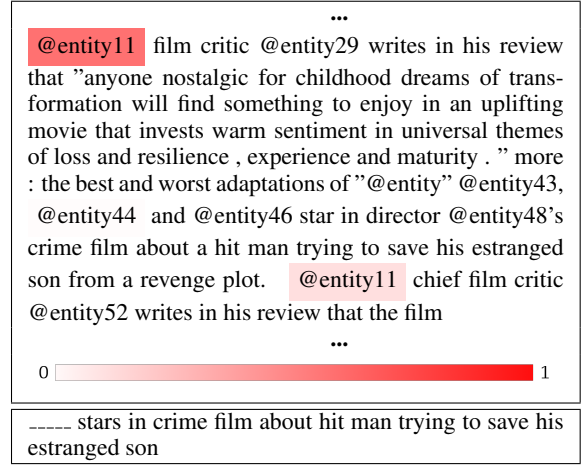 ...
@entity11 film critic @entity29 writes in his review
that ”anyone nostalgic for childhood dreams of trans-
formation will find something to enjoy in an uplifting
movie that invests warm sentiment in universal themes
of loss and resilience , experience and maturity . ” more
: the best and worst adaptations of ”@entity” @entity43,
@entity44 and @entity46 star in director @entity48’s
crime film about a hit man trying to save his estranged
son from a revenge plot. @entity11 chief film critic
@entity52 writes in his review that the film
...
0 1
_____ stars in crime film about hit man trying to save his
estranged son